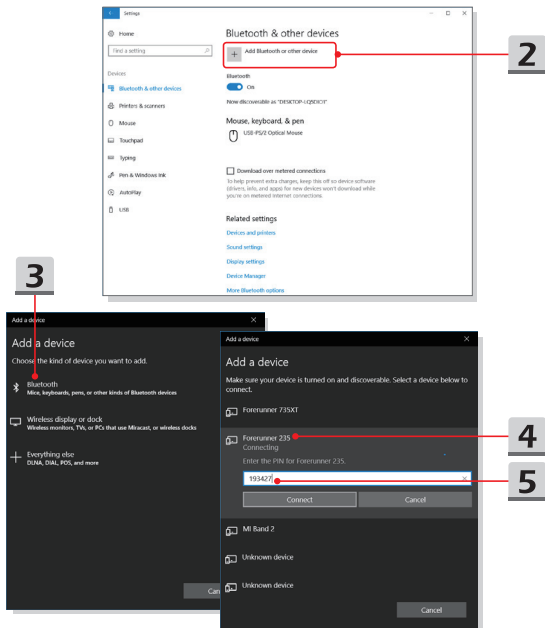 Settings
Home
Find a setting
Devices
Bluetooth & other devices
Printers & scanners
Mouse
Touchpad
Typing
Pen & Windows Ink
AutoPlay
USB
Bluetooth & other devices
Add Bluetooth or other device
Bluetooth
On
Now discoverable as "DESKTOP-LQSDIOT"
Mouse, keyboard, & pen
USB-PS/2 Optical Mouse
Download over metered connections
To help prevent extra charges, keep this off so device software
(drivers, info, and apps) for new devices won't download while
you're on metered Internet connections.
Related settings
Devices and printers
Sound settings
Display settings
Device Manager
More Bluetooth options
2
3
Add a device
Add a device
Choose the kind of device you want to add.
Bluetooth
Mice, keyboards, pens, or other kinds of Bluetooth devices
Wireless display or dock
Wireless monitors, TVs, or PCs that use Miracast, or wireless docks
Everything else
DLNA, DIAL, POS, and more
Can
Add a device
Add a device
Make sure your device is turned on and discoverable. Select a device below to
connect.
Forerunner 735XT
Forerunner 235
Connecting
Enter the PIN for Forerunner 235.
193427
Connect Cancel
MI Band 2
Unknown device
Unknown device
Cancel
4
5